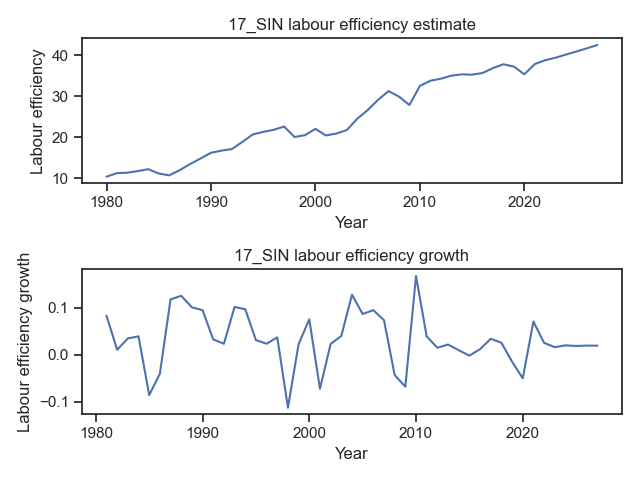 17_SIN labour efficiency estimate
Labour efficiency
40
30
20
10
1980 1990 2000 2010 2020
Year
17_SIN labour efficiency growth
Labour efficiency growth
0.1
0.0
−0.1
1980 1990 2000 2010 2020
Year